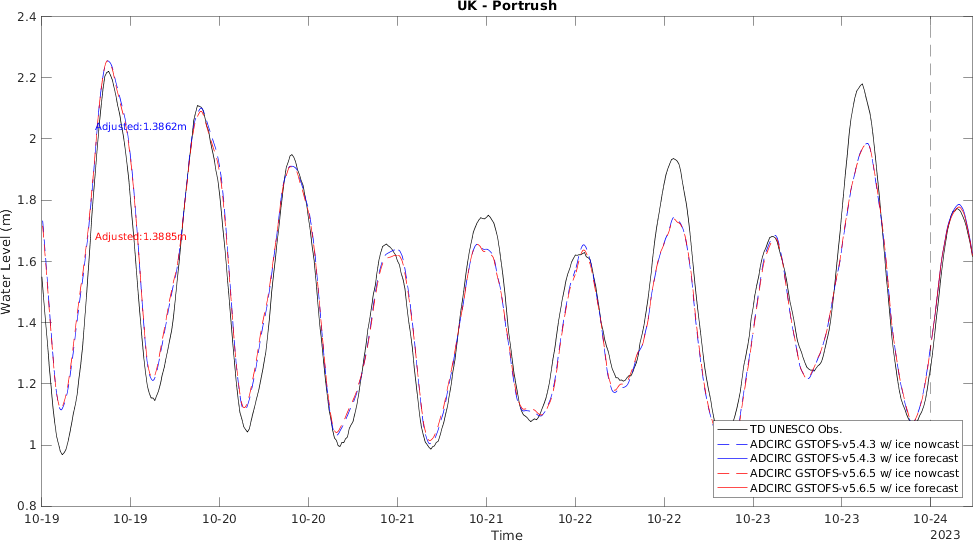 UK - Portrush
2.4
2.2
2
1.8
1.6
1.4
1.2
1
0.8
Water Level (m)
Adjusted:1.3862m
Adjusted:1.3885m
TD UNESCO Obs.
ADCIRC GSTOFS-v5.4.3 w/ ice nowcast
ADCIRC GSTOFS-v5.4.3 w/ ice forecast
ADCIRC GSTOFS-v5.6.5 w/ ice nowcast
ADCIRC GSTOFS-v5.6.5 w/ ice forecast
10-19 10-19 10-20 10-20 10-21 10-21 10-22 10-22 10-23 10-23 10-24
Time 2023